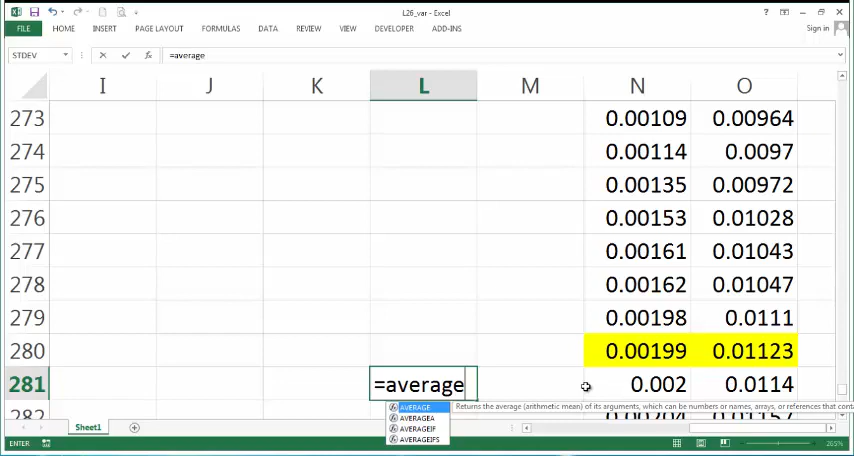 L26_var - Excel
? 
Sign in
FILE HOME INSERT PAGE LAYOUT FORMULAS DATA REVIEW VIEW DEVELOPER ADD-INS
STDEV fx =average
I J K L M N O
273 0.00109 0.00964
274 0.00114 0.0097
275 0.00135 0.00972
276 0.00153 0.01028
277 0.00161 0.01043
278 0.00162 0.01047
279 0.00198 0.0111
280 0.00199 0.01123
281 =average 0.002 0.0114
AVERAGE Returns the average (arithmetic mean) of its arguments, which can be numbers or names, arrays, or references that cont
282
AVERAGEA
AVERAGEIF
AVERAGEIFS
Sheet1
ENTER 265%